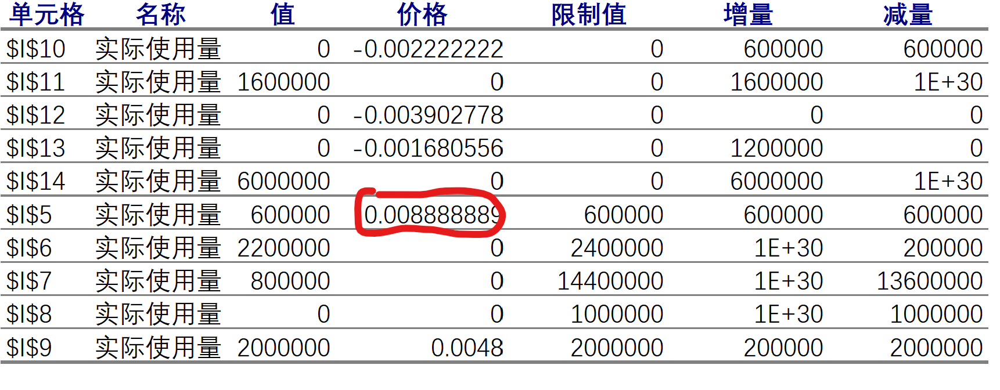 单元格 名称 值 价格 限制值 增量 减量
$I$10 实际使用量 0 -0.002222222 0 600000 600000
$I$11 实际使用量 1600000 0 0 1600000 1E+30
$I$12 实际使用量 0 -0.003902778 0 0 0
$I$13 实际使用量 0 -0.001680556 0 1200000 0
$I$14 实际使用量 6000000 0 0 6000000 1E+30
$I$5 实际使用量 600000 0.008888889 600000 600000 600000
$I$6 实际使用量 2200000 0 2400000 1E+30 200000
$I$7 实际使用量 800000 0 14400000 1E+30 13600000
$I$8 实际使用量 0 0 1000000 1E+30 1000000
$I$9 实际使用量 2000000 0.0048 2000000 200000 2000000